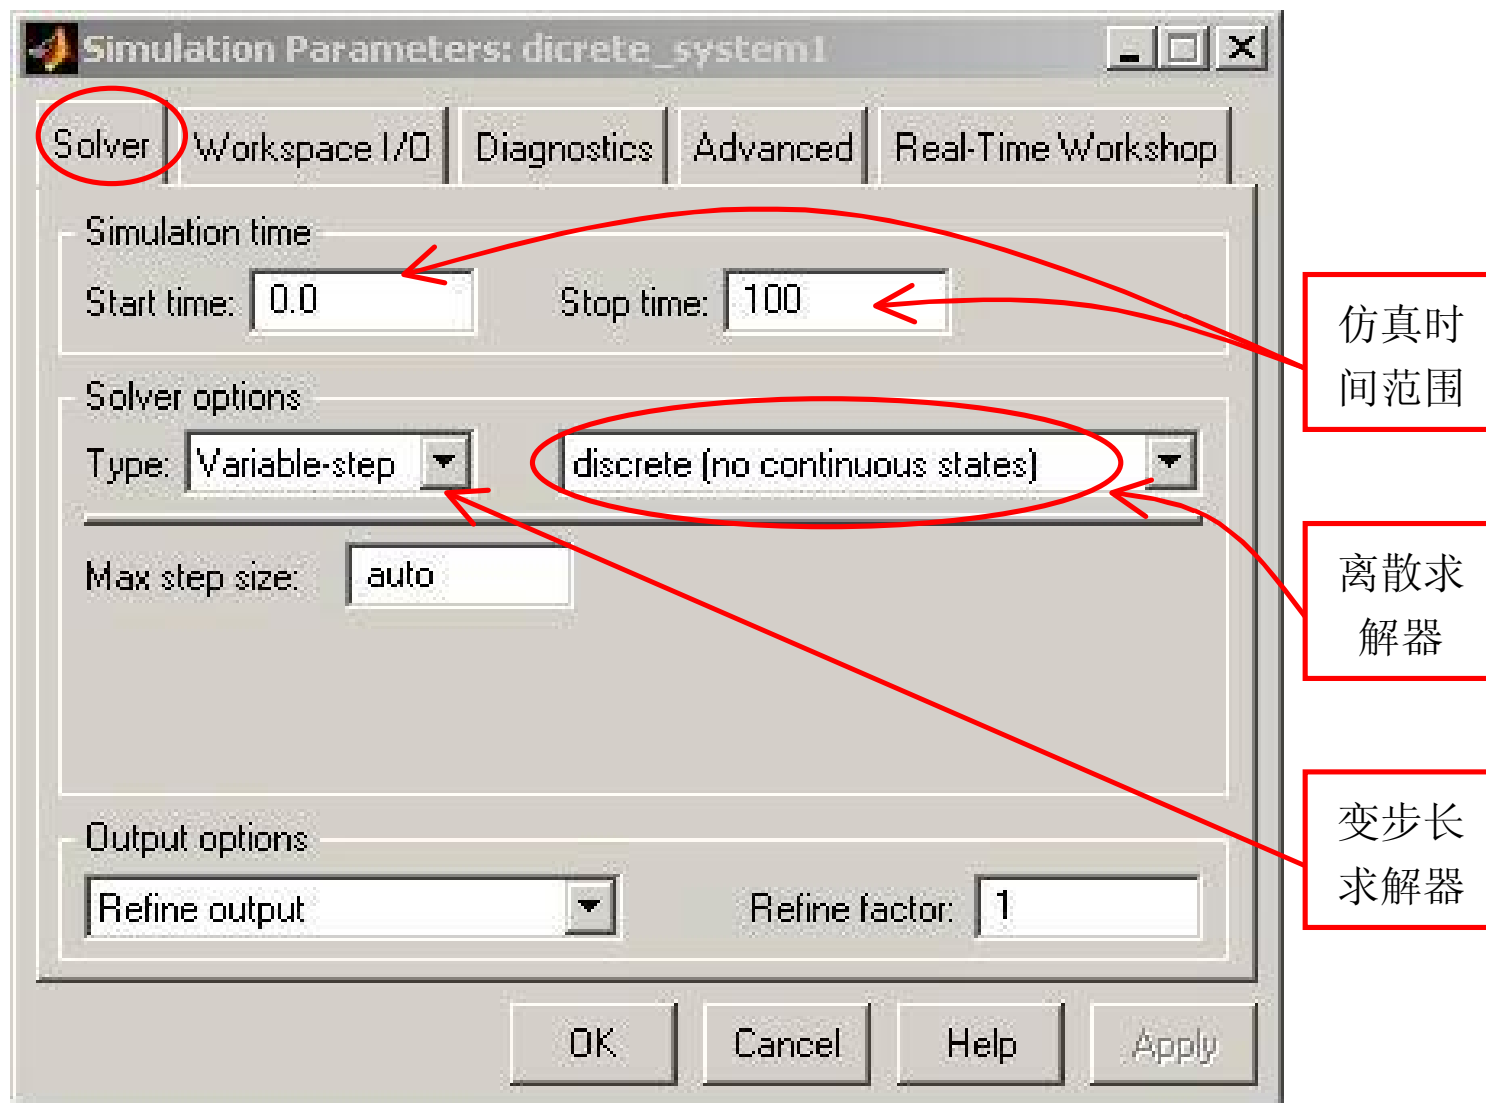 Simulation Parameters: dicrete_system1
Solver Workspace I/O Diagnostics Advanced Real-Time Workshop
Simulation time
Start time: 0.0 Stop time: 100
仿真时
间范围
Solver options
Type: Variable-step discrete (no continuous states)
离散求
解器
Max step size: auto
变步长
求解器
Output options
Refine output Refine factor: 1
OK Cancel Help Apply